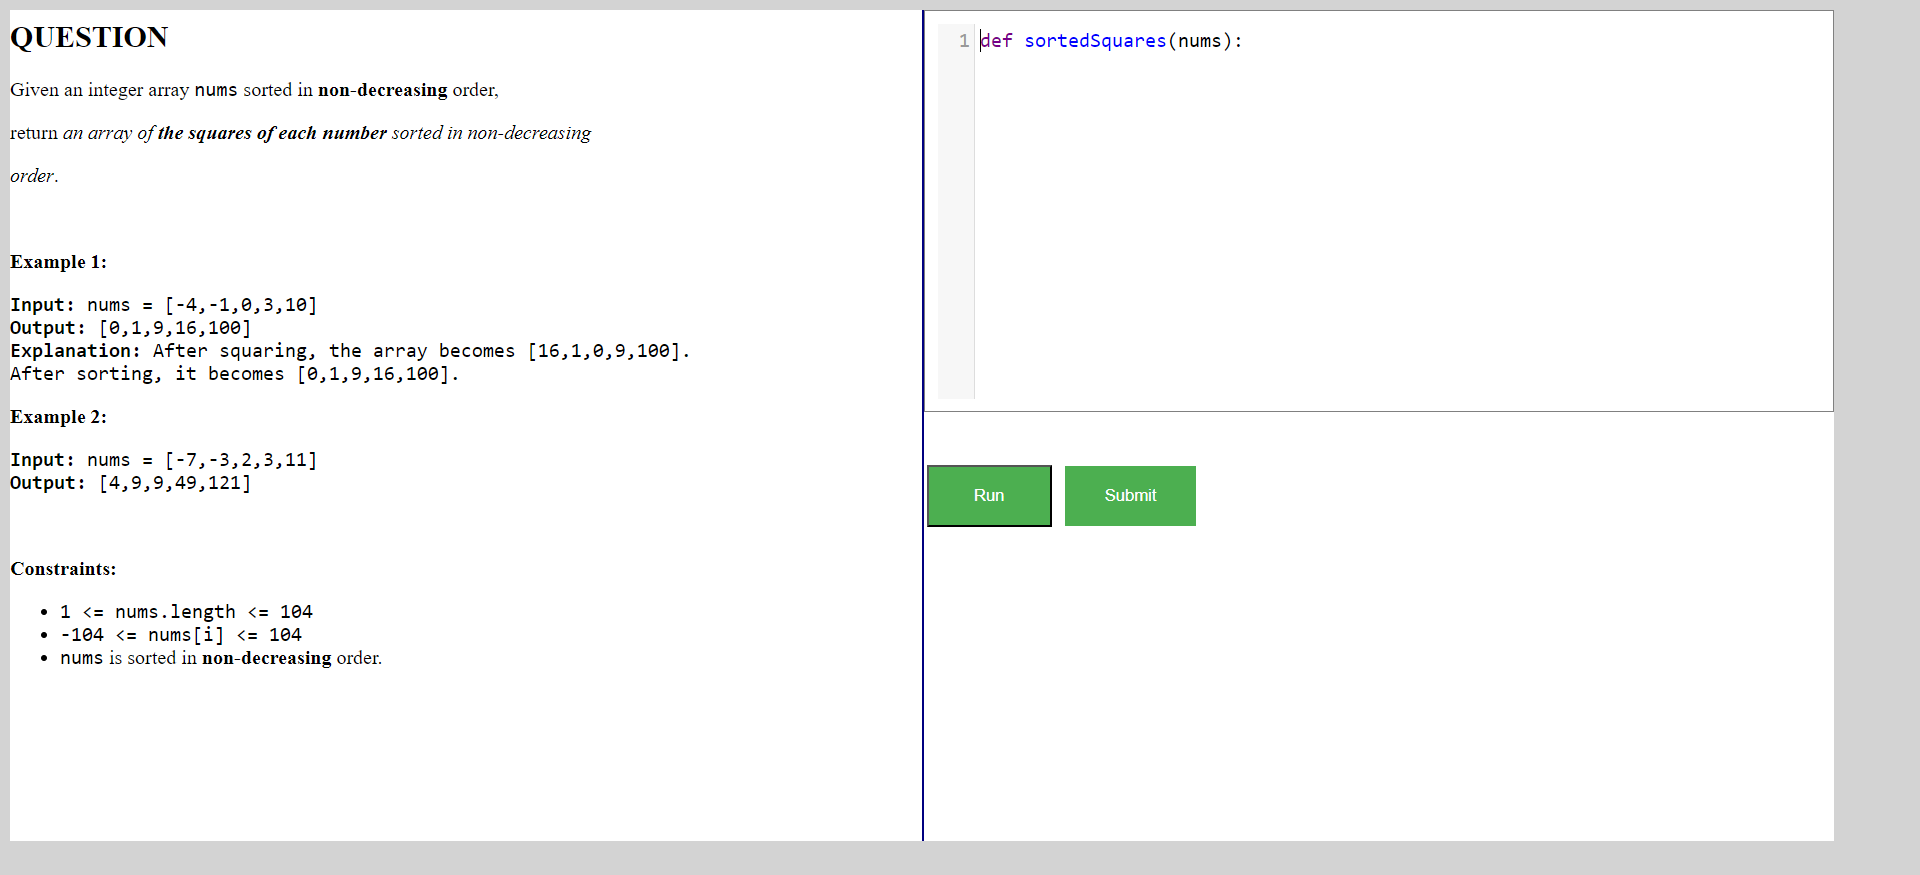 QUESTION
Given an integer array nums sorted in non-decreasing order,
return an array of the squares of each number sorted in non-decreasing
order.
Example 1:
Input: nums = [-4,-1,0,3,10]
Output: [0,1,9,16,100]
Explanation: After squaring, the array becomes [16,1,0,9,100].
After sorting, it becomes [0,1,9,16,100].
Example 2:
Input: nums = [-7,-3,2,3,11]
Output: [4,9,9,49,121]
Constraints:
• 1 <= nums.length <= 104
• -104 <= nums[i] <= 104
• nums is sorted in non-decreasing order.
1 def sortedSquares(nums):
Run Submit